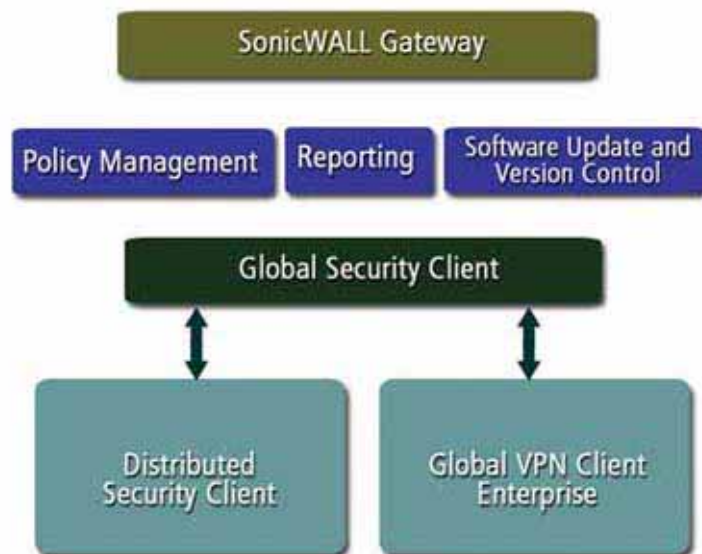 SonicWALL Gateway
Policy Management
Reporting
Software Update and
Version Control
Global Security Client
Distributed
Security Client
Global VPN Client
Enterprise